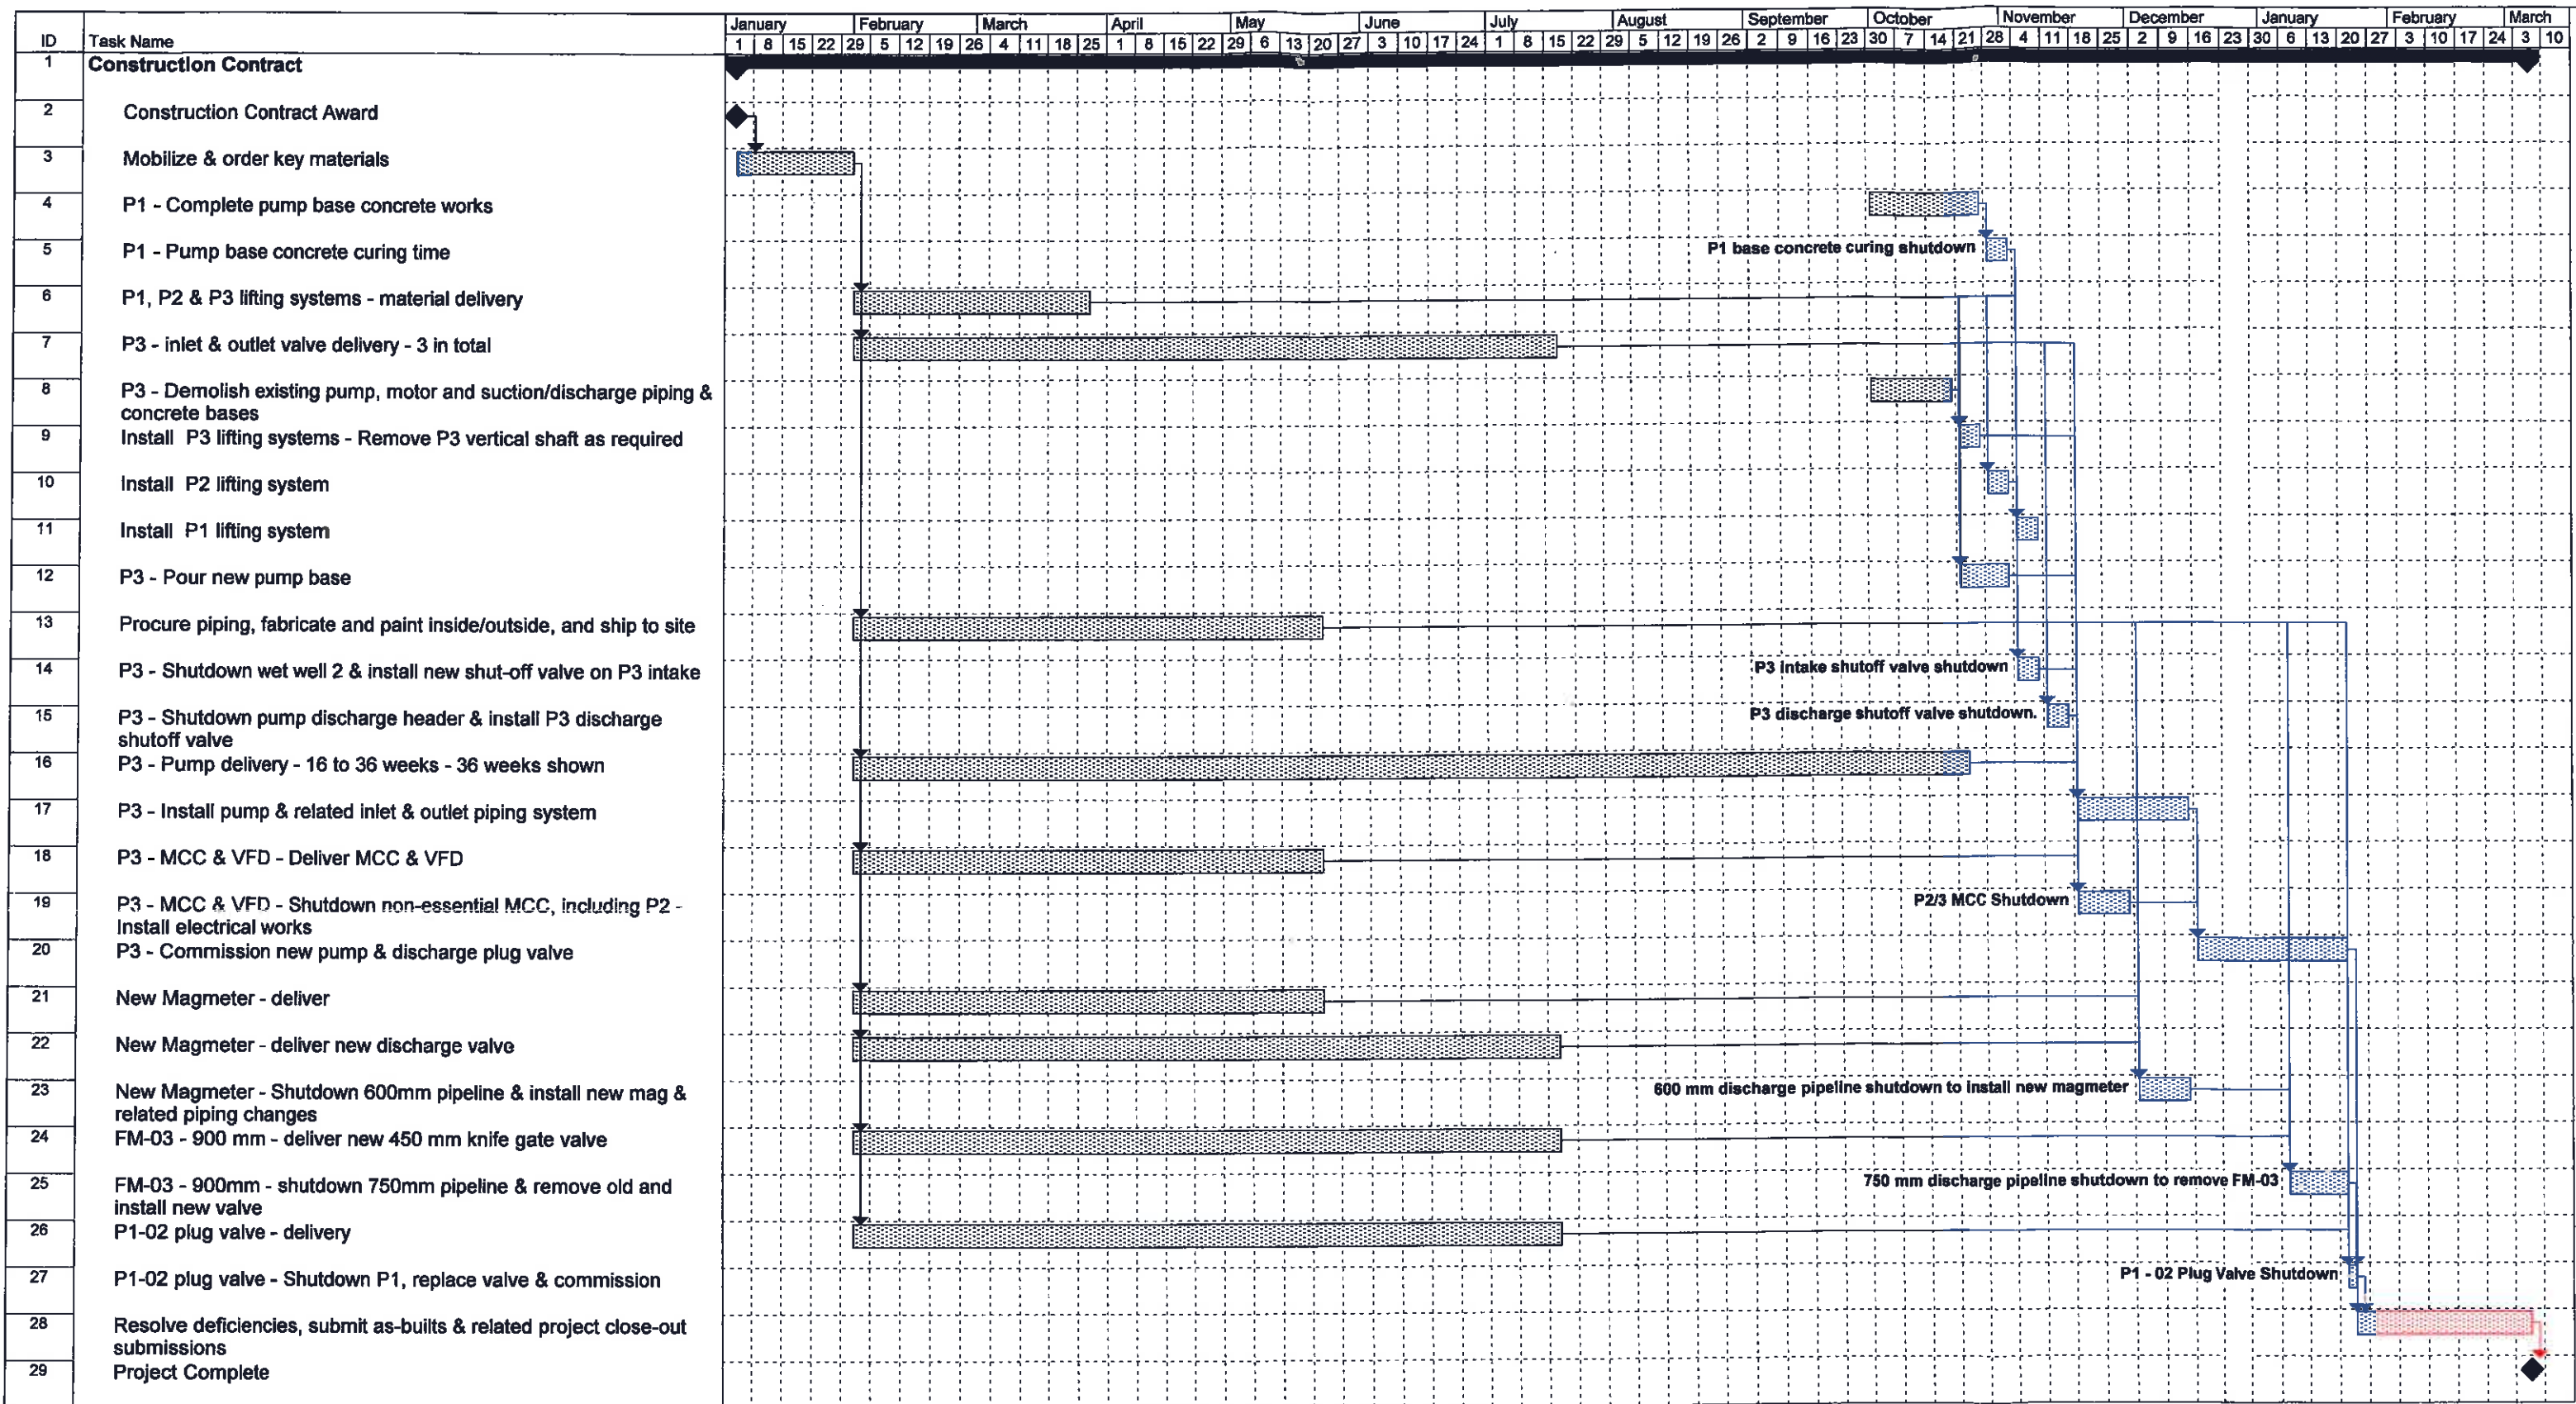 January February March April May June July August September October November December January February March
ID Task Name 1 8 15 22 29 5 12 19 26 4 11 18 25 1 8 15 22 29 6 13 20 27 3 10 17 24 1 8 15 22 29 5 12 19 26 2 9 16 23 30 7 14 21 28 4 11 18 25 2 9 16 23 30 6 13 20 27 3 10 17 24 3 10
1 Construction Contract
2 Construction Contract Award
3 Mobilize & order key materials
4 P1 - Complete pump base concrete works
5 P1 - Pump base concrete curing time P1 base concrete curing shutdown
6 P1, P2 & P3 lifting systems - material delivery
7 P3 - inlet & outlet valve delivery - 3 in total
8 P3 - Demolish existing pump, motor and suction/discharge piping &
concrete bases
9 Install P3 lifting systems - Remove P3 vertical shaft as required
10 Install P2 lifting system
11 Install P1 lifting system
12 P3 - Pour new pump base
13 Procure piping, fabricate and paint inside/outside, and ship to site
14 P3 - Shutdown wet well 2 & install new shut-off valve on P3 intake P3 intake shutoff valve shutdown
15 P3 - Shutdown pump discharge header & install P3 discharge P3 discharge shutoff valve shutdown.
shutoff valve
16 P3 - Pump delivery - 16 to 36 weeks - 36 weeks shown
17 P3 - Install pump & related inlet & outlet piping system
18 P3 - MCC & VFD - Deliver MCC & VFD
19 P3 - MCC & VFD - Shutdown non-essential MCC, including P2 - P2/3 MCC Shutdown
Install electrical works
20 P3 - Commission new pump & discharge plug valve
21 New Magmeter - deliver
22 New Magmeter - deliver new discharge valve
23 New Magmeter - Shutdown 600mm pipeline & install new mag & 600 mm discharge pipeline shutdown to install new magmeter
related piping changes
24 FM-03 - 900 mm - deliver new 450 mm knife gate valve
25 FM-03 - 900mm - shutdown 750mm pipeline & remove old and 750 mm discharge pipeline shutdown to remove FM-03
install new valve
26 P1-02 plug valve - delivery
27 P1-02 plug valve - Shutdown P1, replace valve & commission P1 - 02 Plug Valve Shutdown
28 Resolve deficiencies, submit as-builts & related project close-out
submissions
29 Project Complete